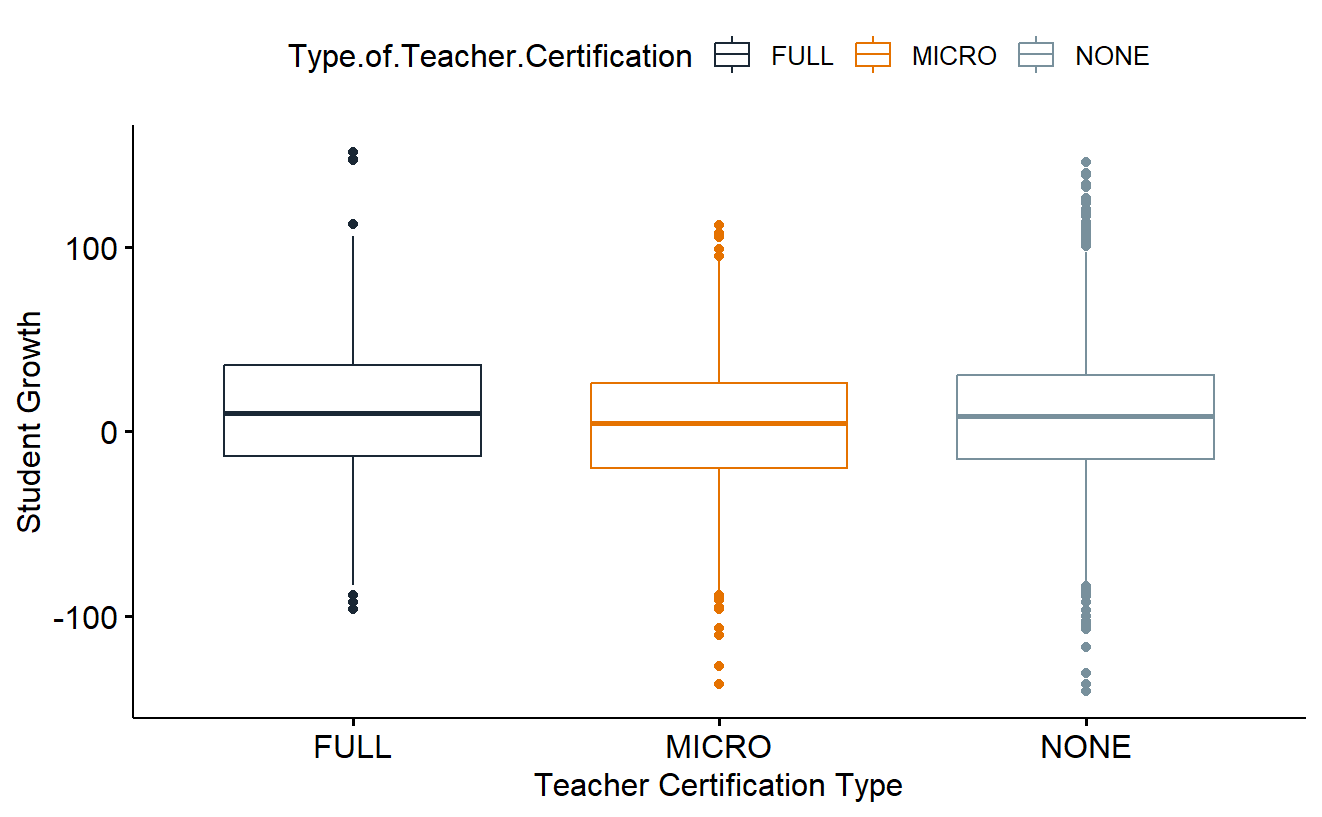 Type.of.Teacher.Certification FULL MICRO NONE
Student Growth
100
0
-100
FULL MICRO NONE
Teacher Certification Type